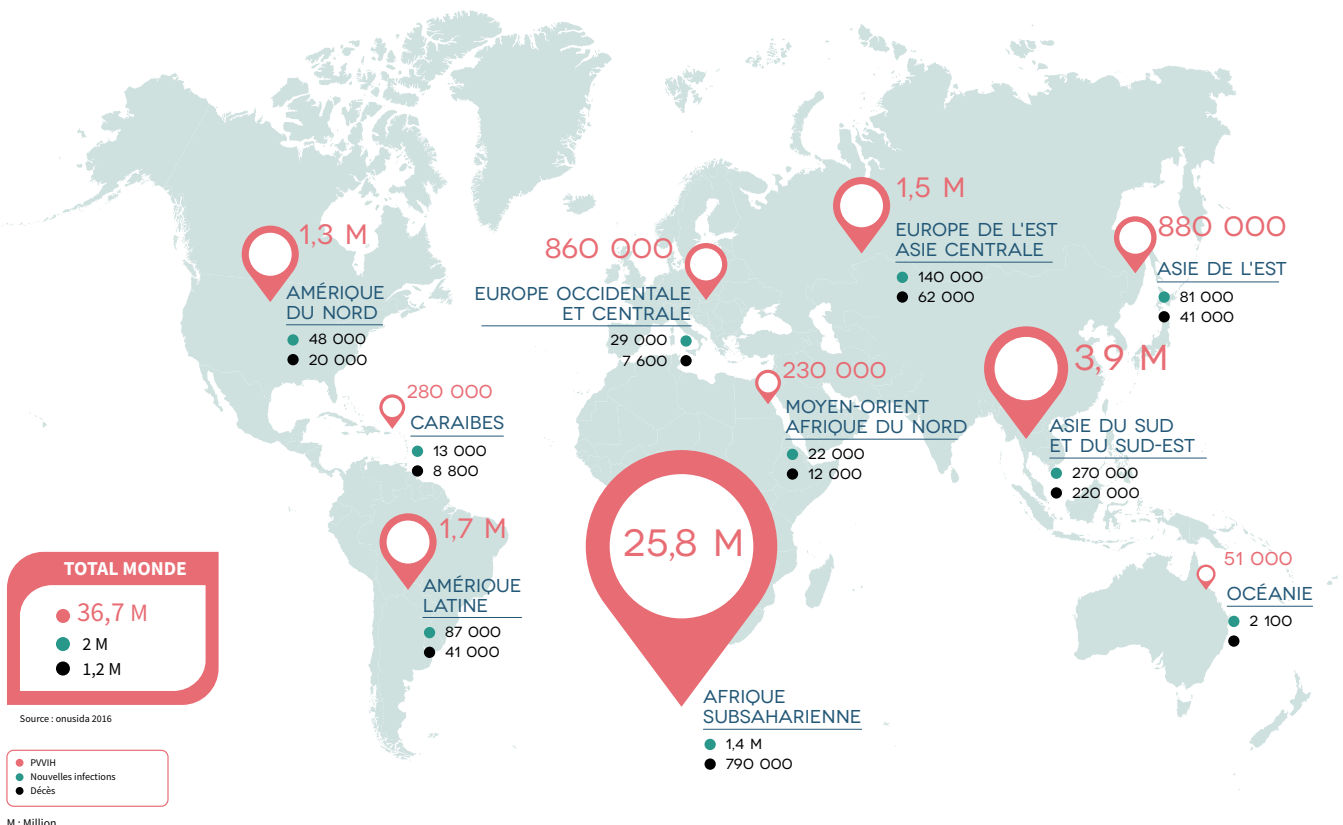 1,3 M
AMÉRIQUE
DU NORD
48 000
20 000
860 000
EUROPE OCCIDENTALE
ET CENTRALE
29 000
7 600
1,5 M
EUROPE DE L'EST
ASIE CENTRALE
140 000
62 000
880 000
ASIE DE L'EST
81 000
41 000
280 000
CARAIBES
13 000
8 800
230 000
MOYEN-ORIENT
AFRIQUE DU NORD
22 000
12 000
3,9 M
ASIE DU SUD
ET DU SUD-EST
270 000
220 000
1,7 M
AMÉRIQUE
LATINE
87 000
41 000
25,8 M
AFRIQUE
SUBSAHARIENNE
1,4 M
790 000
51 000
OCÉANIE
2 100
TOTAL MONDE
36,7 M
2 M
1,2 M
Source : onusida 2016
PVVIH
Nouvelles infections
Décès
M : Million